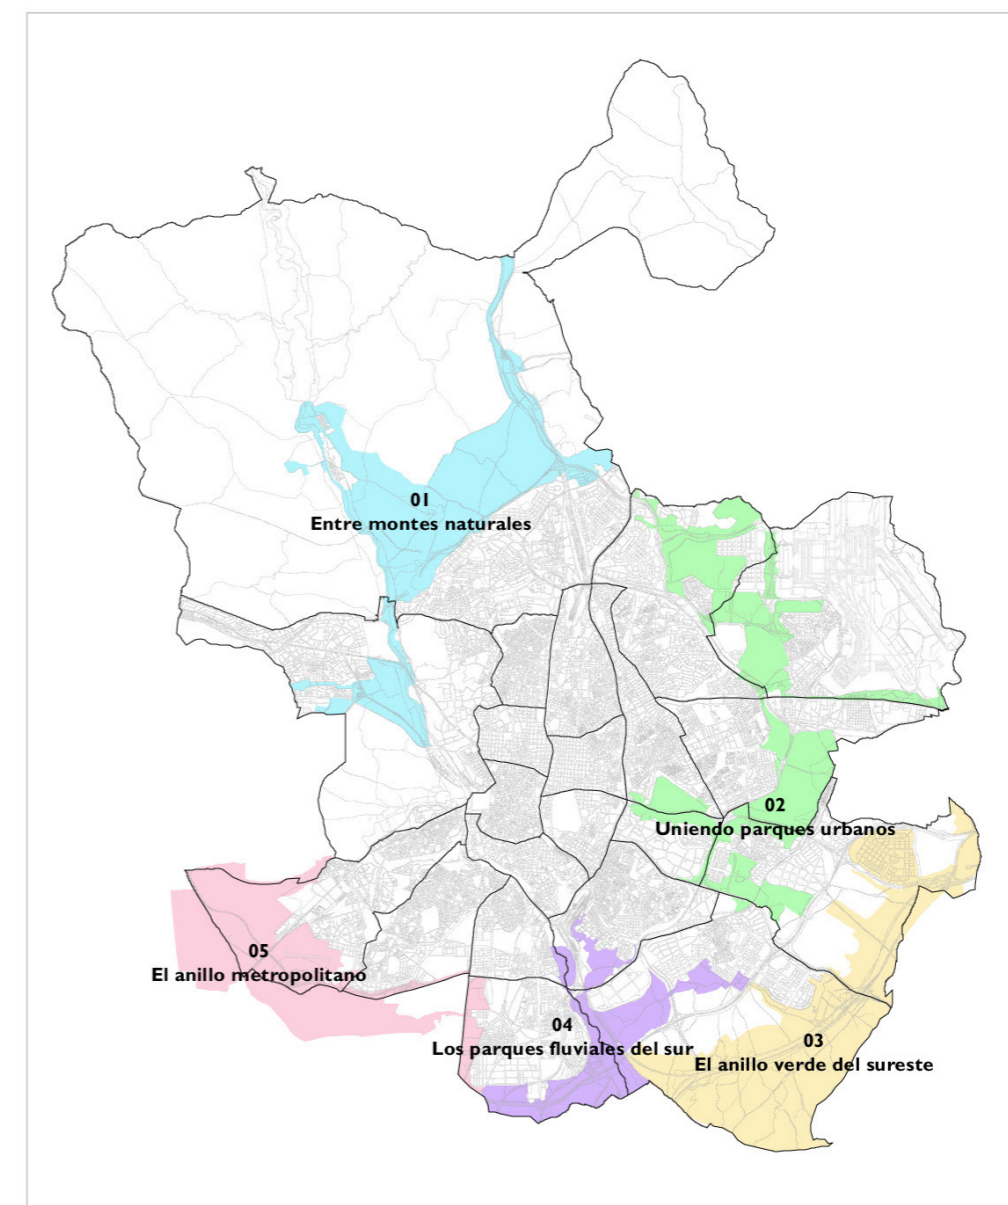 01
Entre montes naturales
02
Uniendo parques urbanos
05
El anillo metropolitano
04
Los parques fluviales del sur
03
El anillo verde del sureste